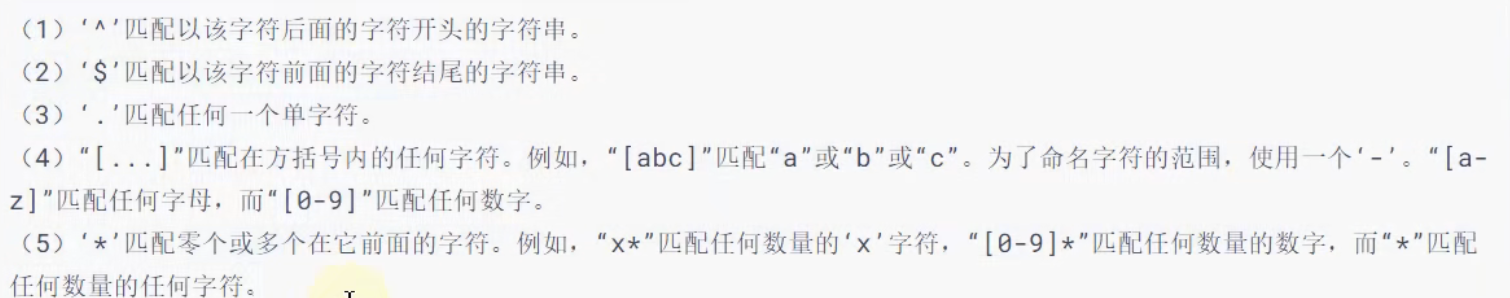 （1）‘^’匹配以该字符后面的字符开头的字符串。
（2）‘$’匹配以该字符前面的字符结尾的字符串。
（3）‘.’匹配任何一个单字符。
（4）“[...]”匹配在方括号内的任何字符。例如，“[abc]”匹配“a”或“b”或“c”。为了命名字符的范围，使用一个‘-’。“[a-
z]”匹配任何字母，而“[0-9]”匹配任何数字。
（5）‘*’匹配零个或多个在它前面的字符。例如，“x*”匹配任何数量的‘x’字符，“[0-9]*”匹配任何数量的数字，而“*”匹配
任何数量的任何字符。